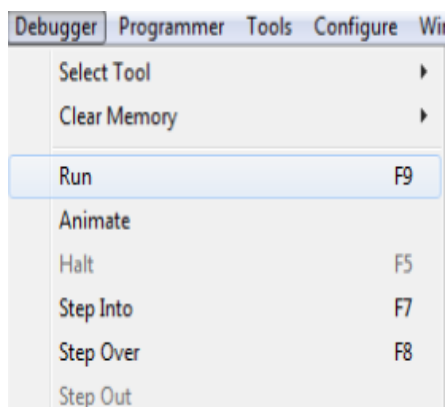 Debugger Programmer Tools Configure Wi
Select Tool
Clear Memory
Run F9
Animate
Halt F5
Step Into F7
Step Over F8
Step Out